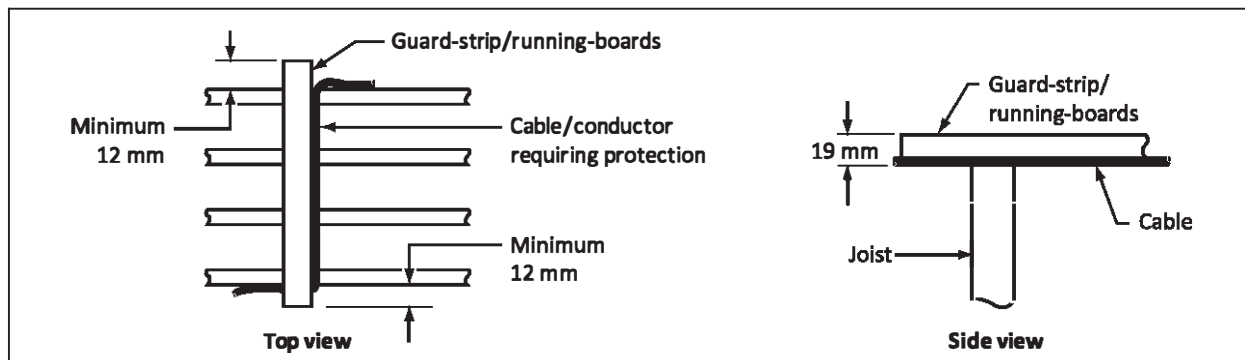 Guard-strip/running-boards
Minimum
12 mm
Cable/conductor
requiring protection
Minimum
12 mm
Top view
Guard-strip/
running-boards
19 mm
Cable
Joist
Side view